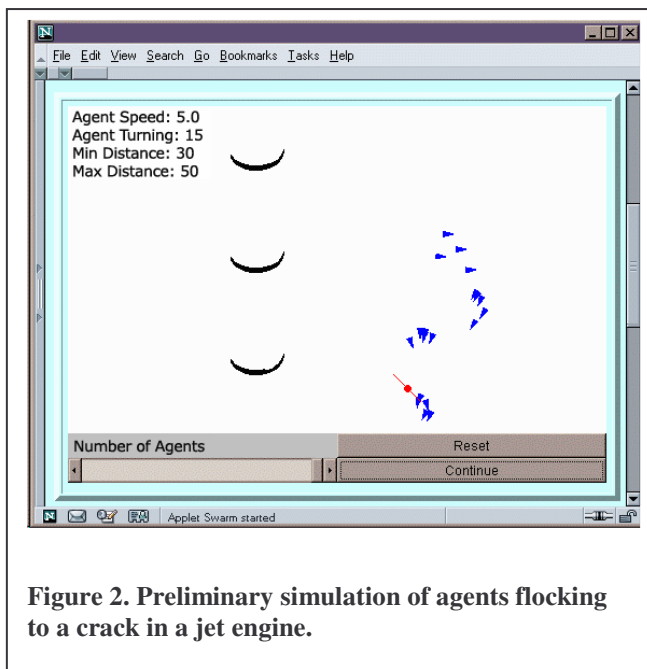 File Edit View Search Go Bookmarks Tasks Help
Agent Speed: 5.0
Agent Turning: 15
Min Distance: 30
Max Distance: 50
Number of Agents
Reset
Continue
Applet Swarm started
Figure 2. Preliminary simulation of agents flocking
to a crack in a jet engine.